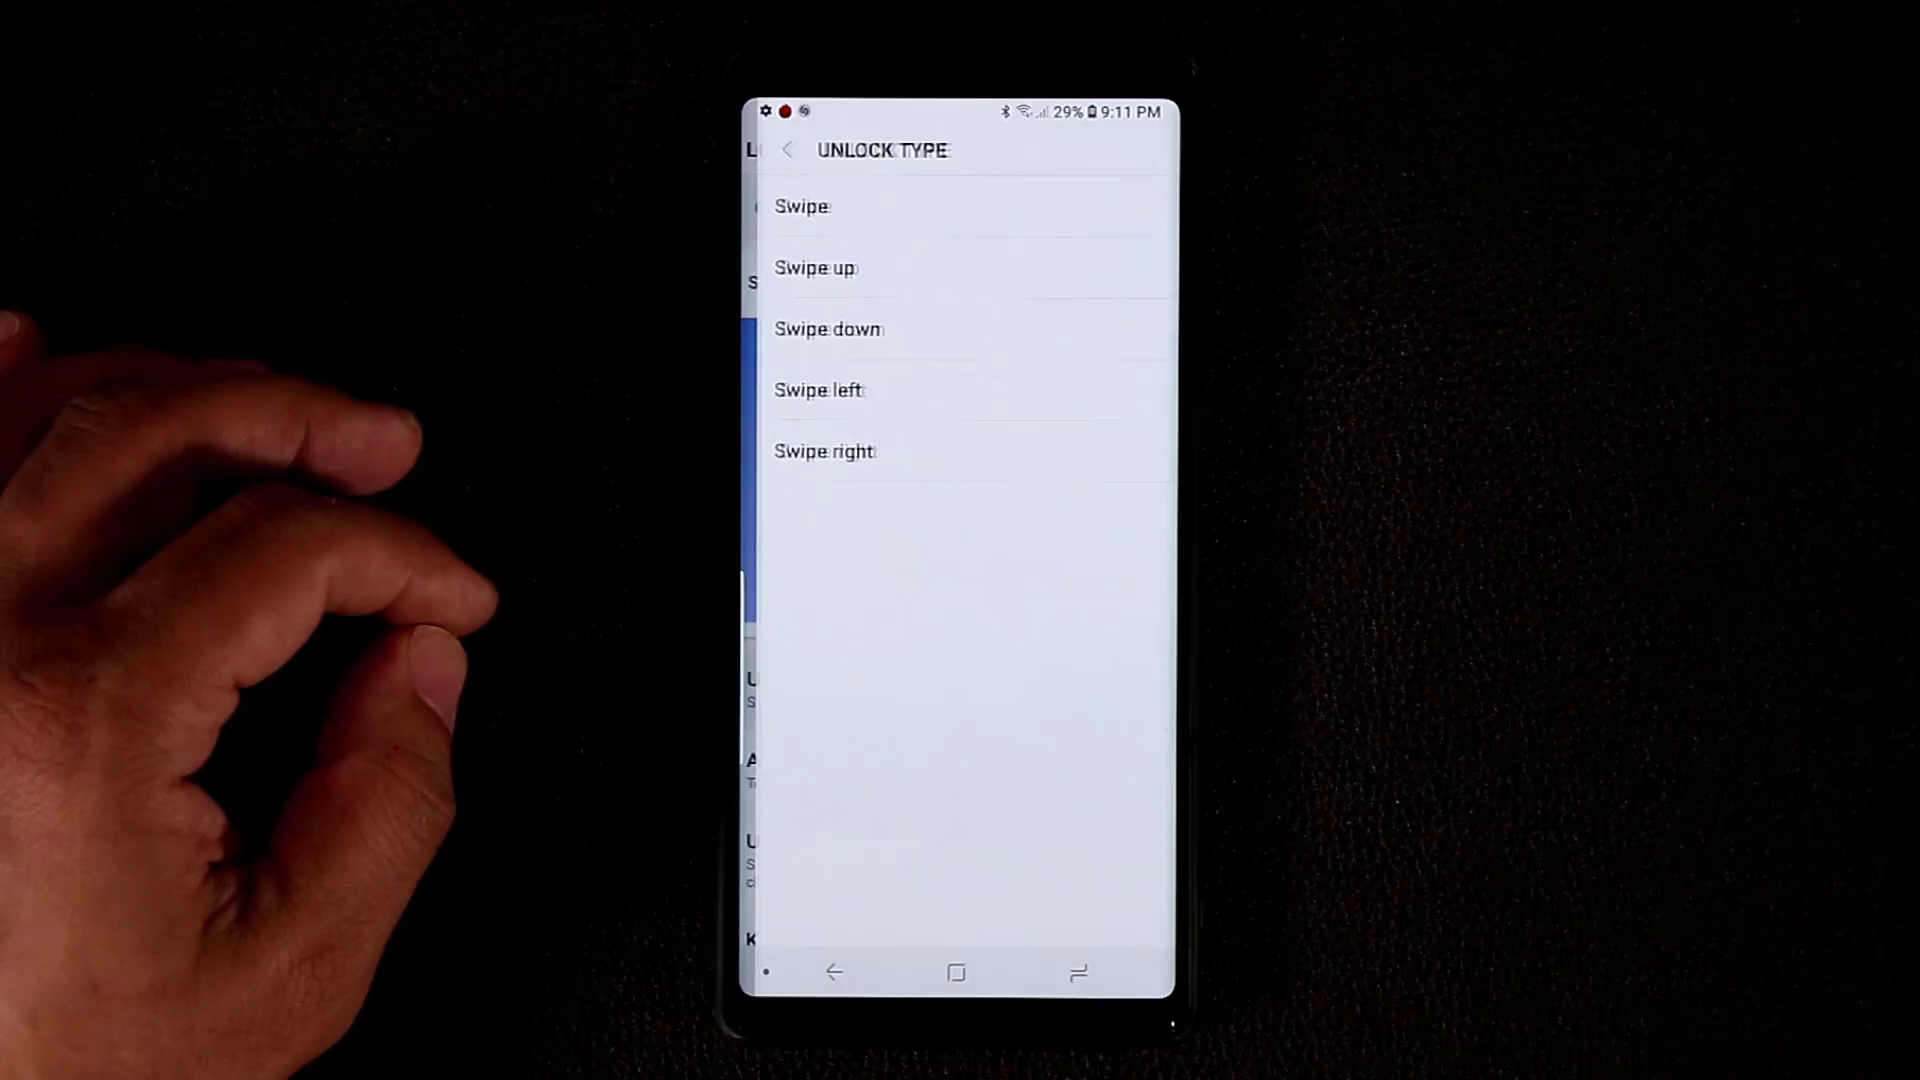 29% 9:11 PM
UNLOCK TYPE
Swipe
Swipe up
Swipe down
Swipe left
Swipe right